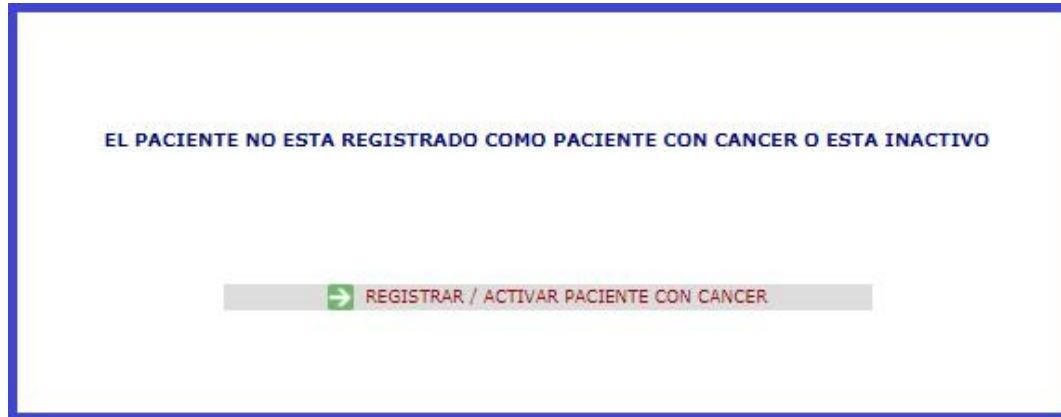 EL PACIENTE NO ESTA REGISTRADO COMO PACIENTE CON CANCER O ESTA INACTIVO
REGISTRAR / ACTIVAR PACIENTE CON CANCER